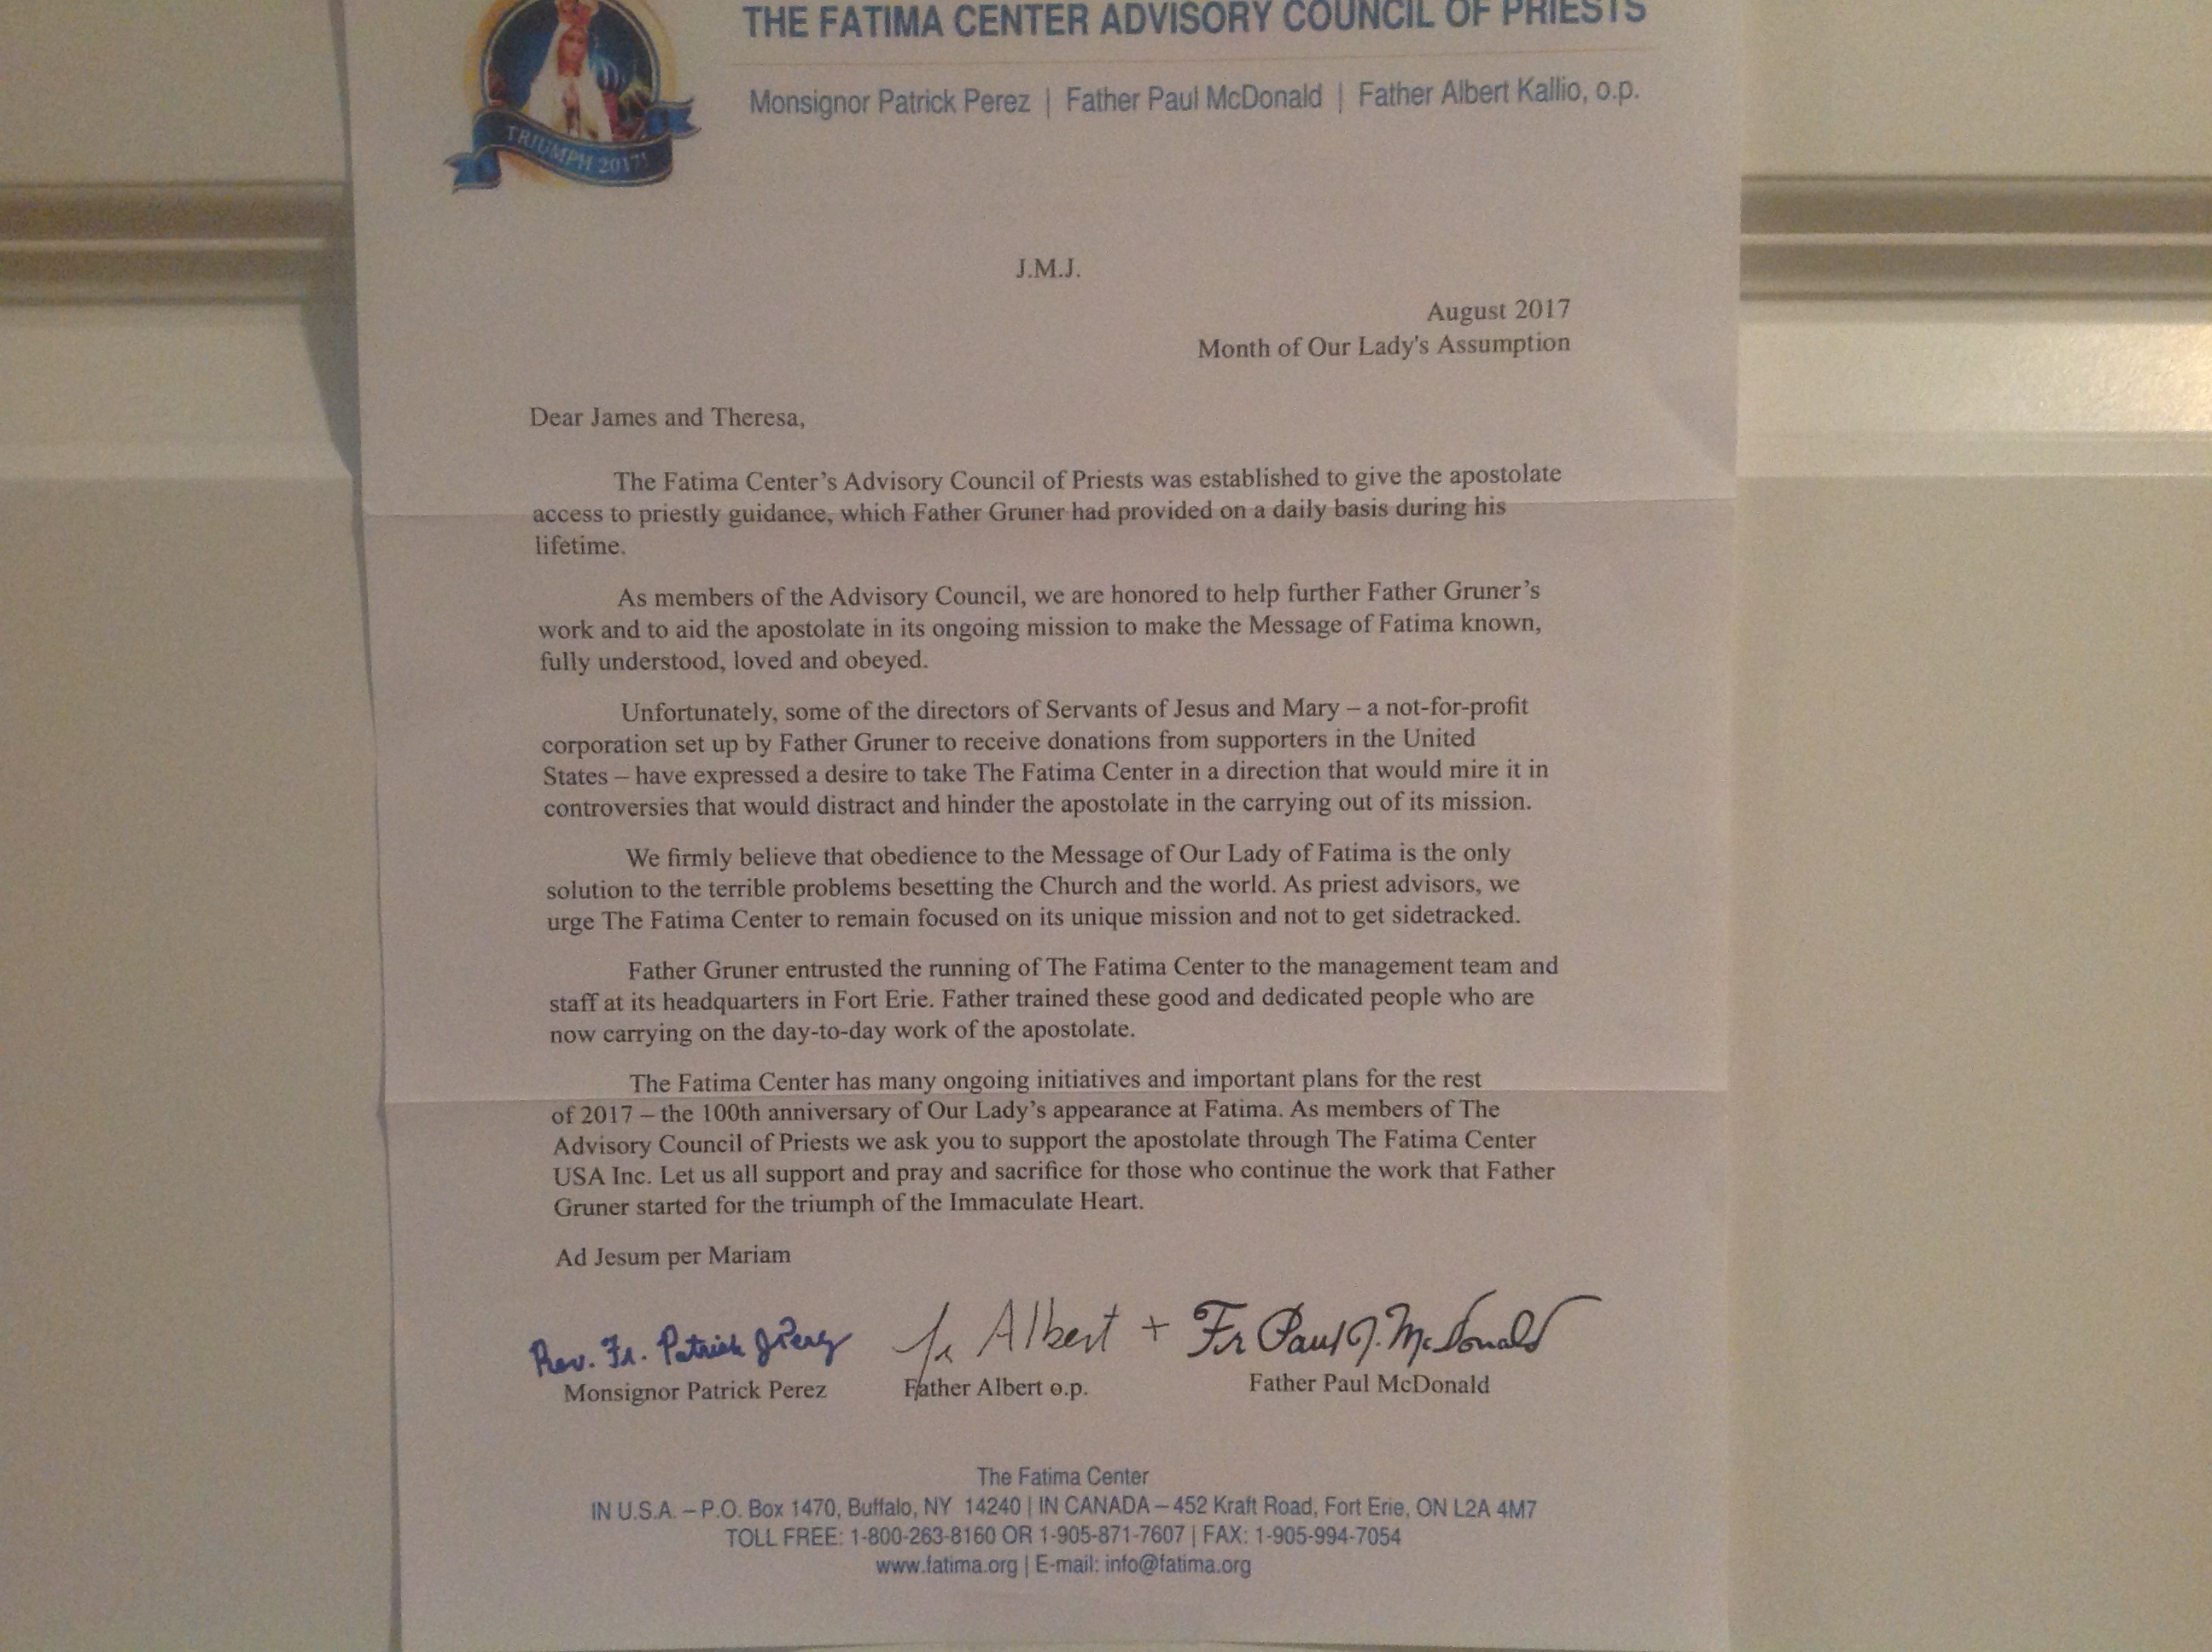 THE FATIMA CENTER ADVISORY COUNCIL OF PRIESTS
Monsignor Patrick Perez | Father Paul McDonald | Father Albert Kallio, o.p.
TRIUMPH 2017!
J.M.J.
August 2017
Month of Our Lady's Assumption
Dear James and Theresa,
The Fatima Center’s Advisory Council of Priests was established to give the apostolate
access to priestly guidance, which Father Gruner had provided on a daily basis during his
lifetime.
As members of the Advisory Council, we are honored to help further Father Gruner’s
work and to aid the apostolate in its ongoing mission to make the Message of Fatima known,
fully understood, loved and obeyed.
Unfortunately, some of the directors of Servants of Jesus and Mary – a not-for-profit
corporation set up by Father Gruner to receive donations from supporters in the United
States – have expressed a desire to take The Fatima Center in a direction that would mire it in
controversies that would distract and hinder the apostolate in the carrying out of its mission.
We firmly believe that obedience to the Message of Our Lady of Fatima is the only
solution to the terrible problems besetting the Church and the world. As priest advisors, we
urge The Fatima Center to remain focused on its unique mission and not to get sidetracked.
Father Gruner entrusted the running of The Fatima Center to the management team and
staff at its headquarters in Fort Erie. Father trained these good and dedicated people who are
now carrying on the day-to-day work of the apostolate.
The Fatima Center has many ongoing initiatives and important plans for the rest
of 2017 – the 100th anniversary of Our Lady’s appearance at Fatima. As members of The
Advisory Council of Priests we ask you to support the apostolate through The Fatima Center
USA Inc. Let us all support and pray and sacrifice for those who continue the work that Father
Gruner started for the triumph of the Immaculate Heart.
Ad Jesum per Mariam
Rev. Fr. Patrick J Perez fr Albert + Fr Paul J. McDonald
Monsignor Patrick Perez Father Albert o.p. Father Paul McDonald
The Fatima Center
IN U.S.A. – P.O. Box 1470, Buffalo, NY 14240 | IN CANADA – 452 Kraft Road, Fort Erie, ON L2A 4M7
TOLL FREE: 1-800-263-8160 OR 1-905-871-7607 | FAX: 1-905-994-7054
www.fatima.org | E-mail: info@fatima.org